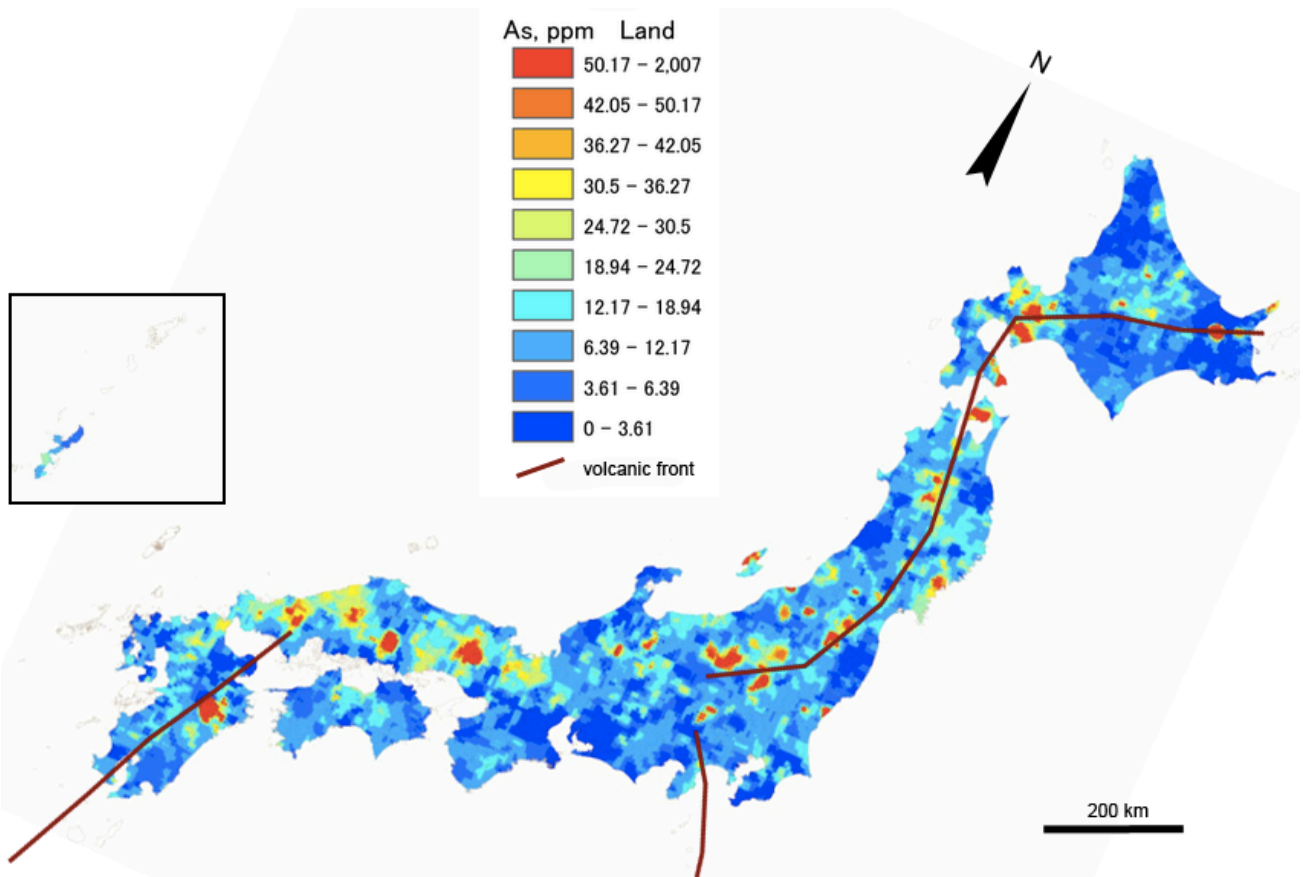 As, ppm Land
50.17 – 2,007
42.05 – 50.17
36.27 – 42.05
30.5 – 36.27
24.72 – 30.5
18.94 – 24.72
12.17 – 18.94
6.39 – 12.17
3.61 – 6.39
0 – 3.61
volcanic front
N
200 km